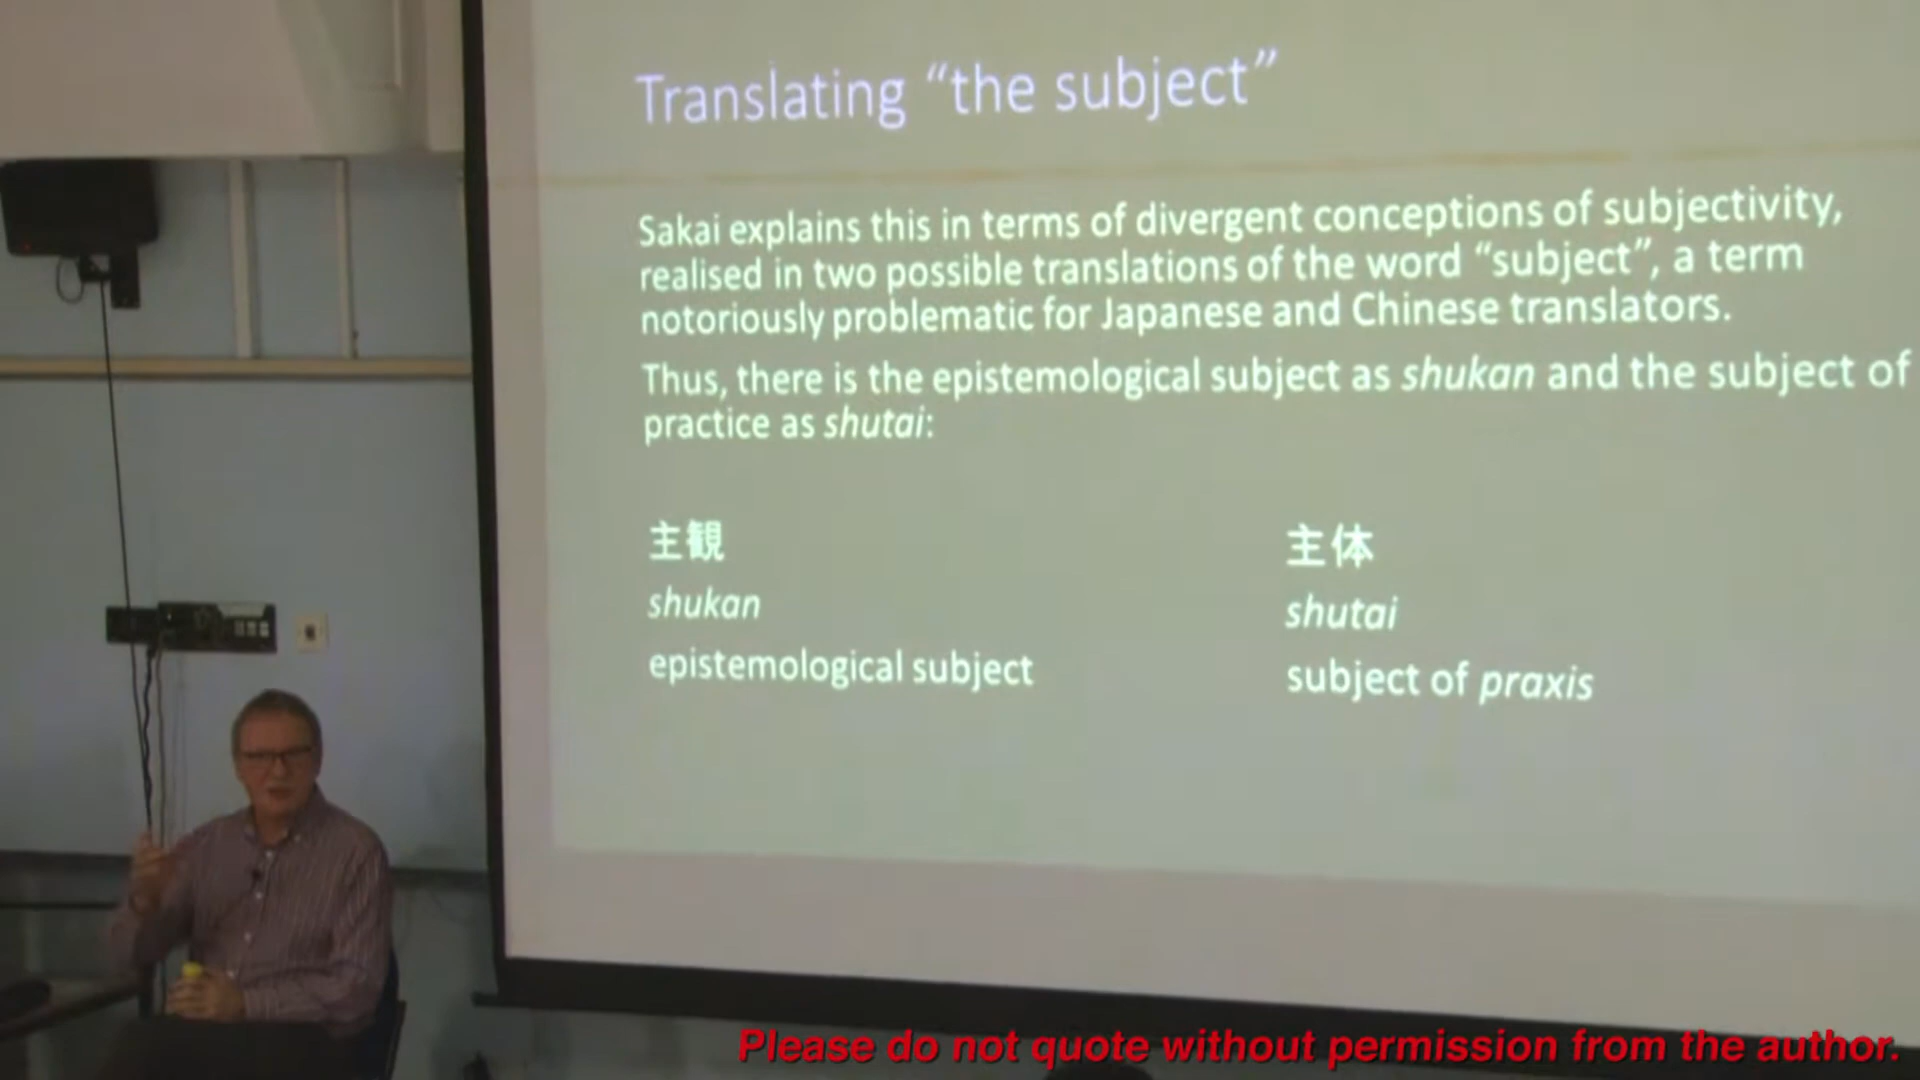 Translating “the subject”
Sakai explains this in terms of divergent conceptions of subjectivity,
realised in two possible translations of the word “subject”, a term
notoriously problematic for Japanese and Chinese translators.
Thus, there is the epistemological subject as shukan and the subject of
practice as shutai:
主観
shukan
epistemological subject
主体
shutai
subject of praxis
Please do not quote without permission from the author.